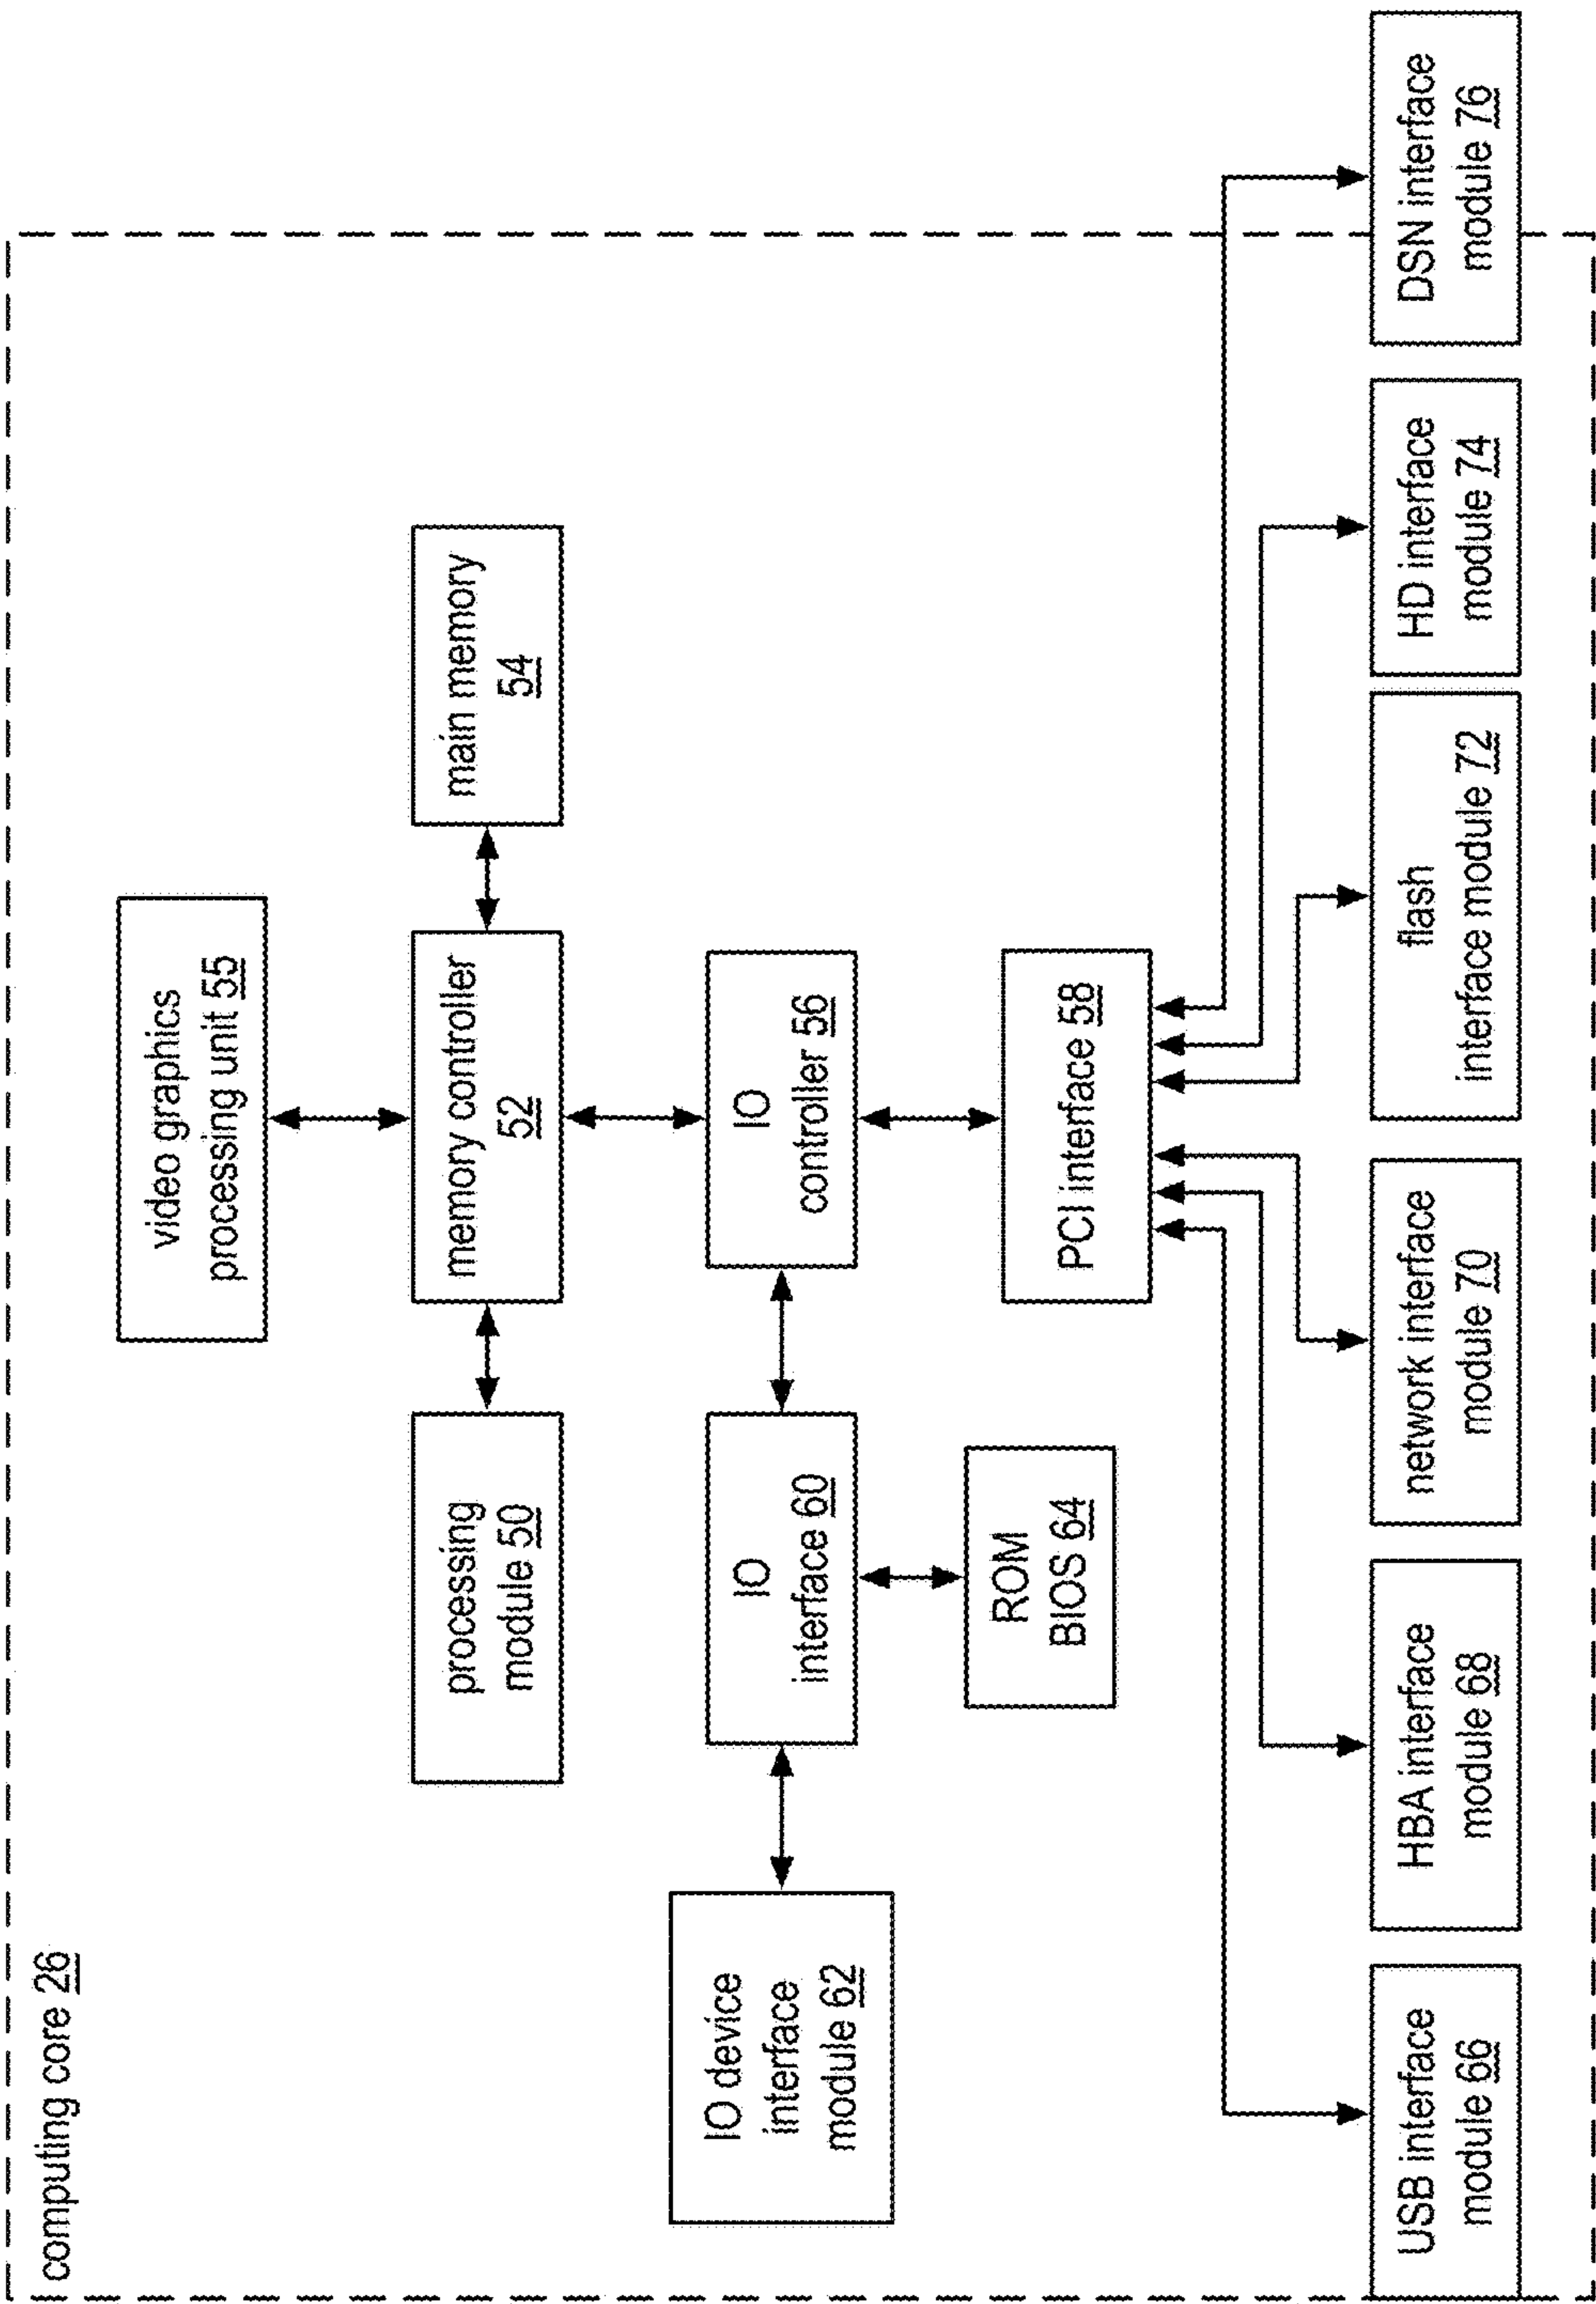 computing core 26
video graphics
processing unit 55
processing
module 50
memory controller
52
main memory
54
IO device
interface
module 62
IO
interface 60
IO
controller 56
ROM
BIOS 64
PCI interface 58
USB interface
module 66
HBA interface
module 68
network interface
module 70
flash
interface module 72
HD interface
module 74
DSN interface
module 76